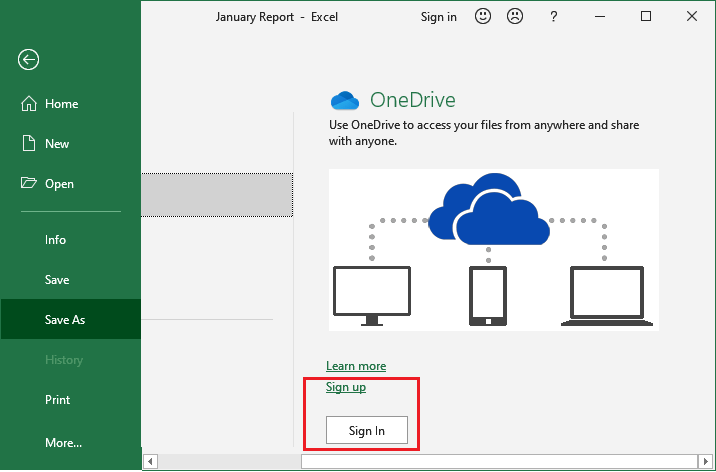 January Report - Excel
Sign in
?
Home
New
Open
Info
Save
Save As
History
Print
More...
OneDrive
Use OneDrive to access your files from anywhere and share
with anyone.
Learn more
Sign up
Sign In